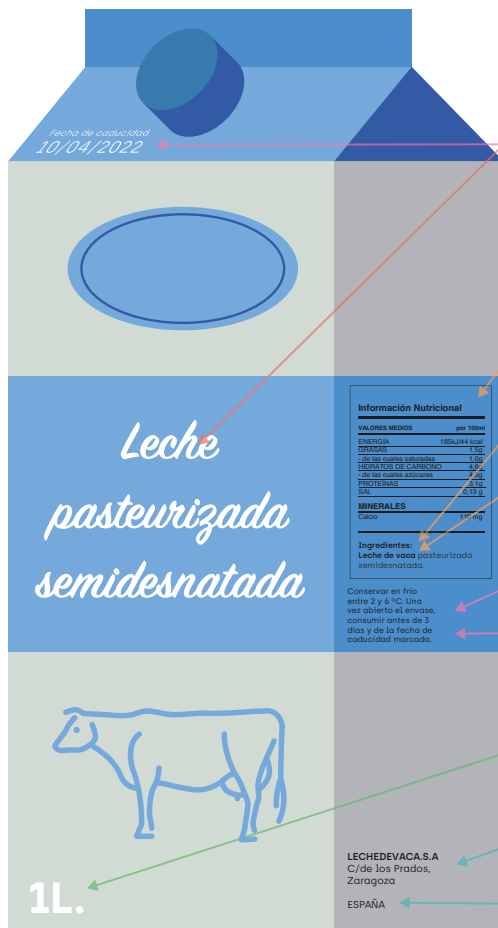 Fecha de caducidad
10/04/2022
Leche
pasteurizada
semidesnatada
1L.
Información Nutricional
VALORES MEDIOS por 100ml
ENERGÍA 185kJ/44 kcal
GRASAS 1,5g
- de las cuales saturadas 1,0g
HIDRATOS DE CARBONO
- de las cuales azúcares
PROTEÍNAS 3,1g
SAL 0,13 g
MINERALES
Calcio mg
Ingredientes:
Leche de vaca pasteurizada
semidesnatada.
Conservar en frío
entre 2 y 6 ºC. Una
vez abierto el envase,
consumir antes de 3
días y de la fecha de
caducidad marcada.
LECHEDEVACA.S.A
C/de los Prados,
Zaragoza
ESPAÑA